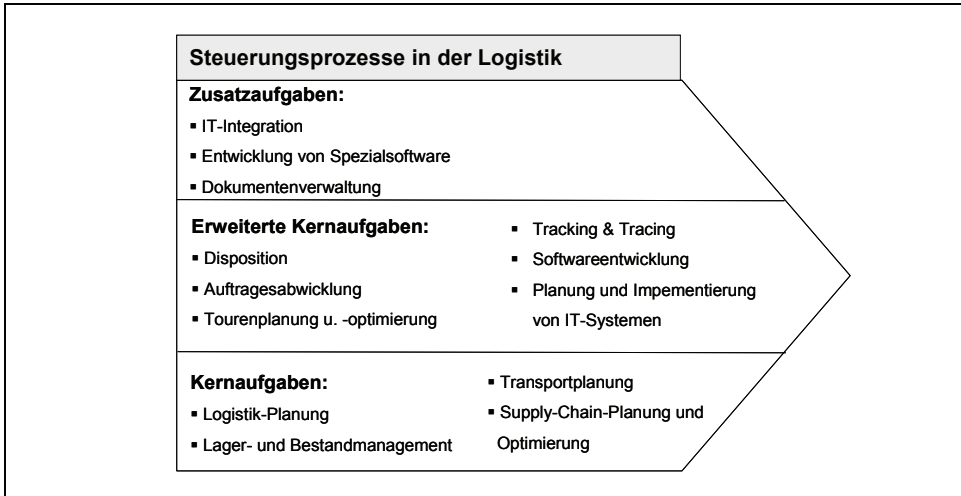 Steuerungsprozesse in der Logistik
Zusatzaufgaben:
▪ IT-Integration
▪ Entwicklung von Spezialsoftware
▪ Dokumentenverwaltung
Erweiterte Kernaufgaben:
▪ Disposition
▪ Auftragesabwicklung
▪ Tourenplanung u. -optimierung
▪ Tracking & Tracing
▪ Softwareentwicklung
▪ Planung und Impementierung
von IT-Systemen
Kernaufgaben:
▪ Logistik-Planung
▪ Lager- und Bestandmanagement
▪ Transportplanung
▪ Supply-Chain-Planung und
Optimierung